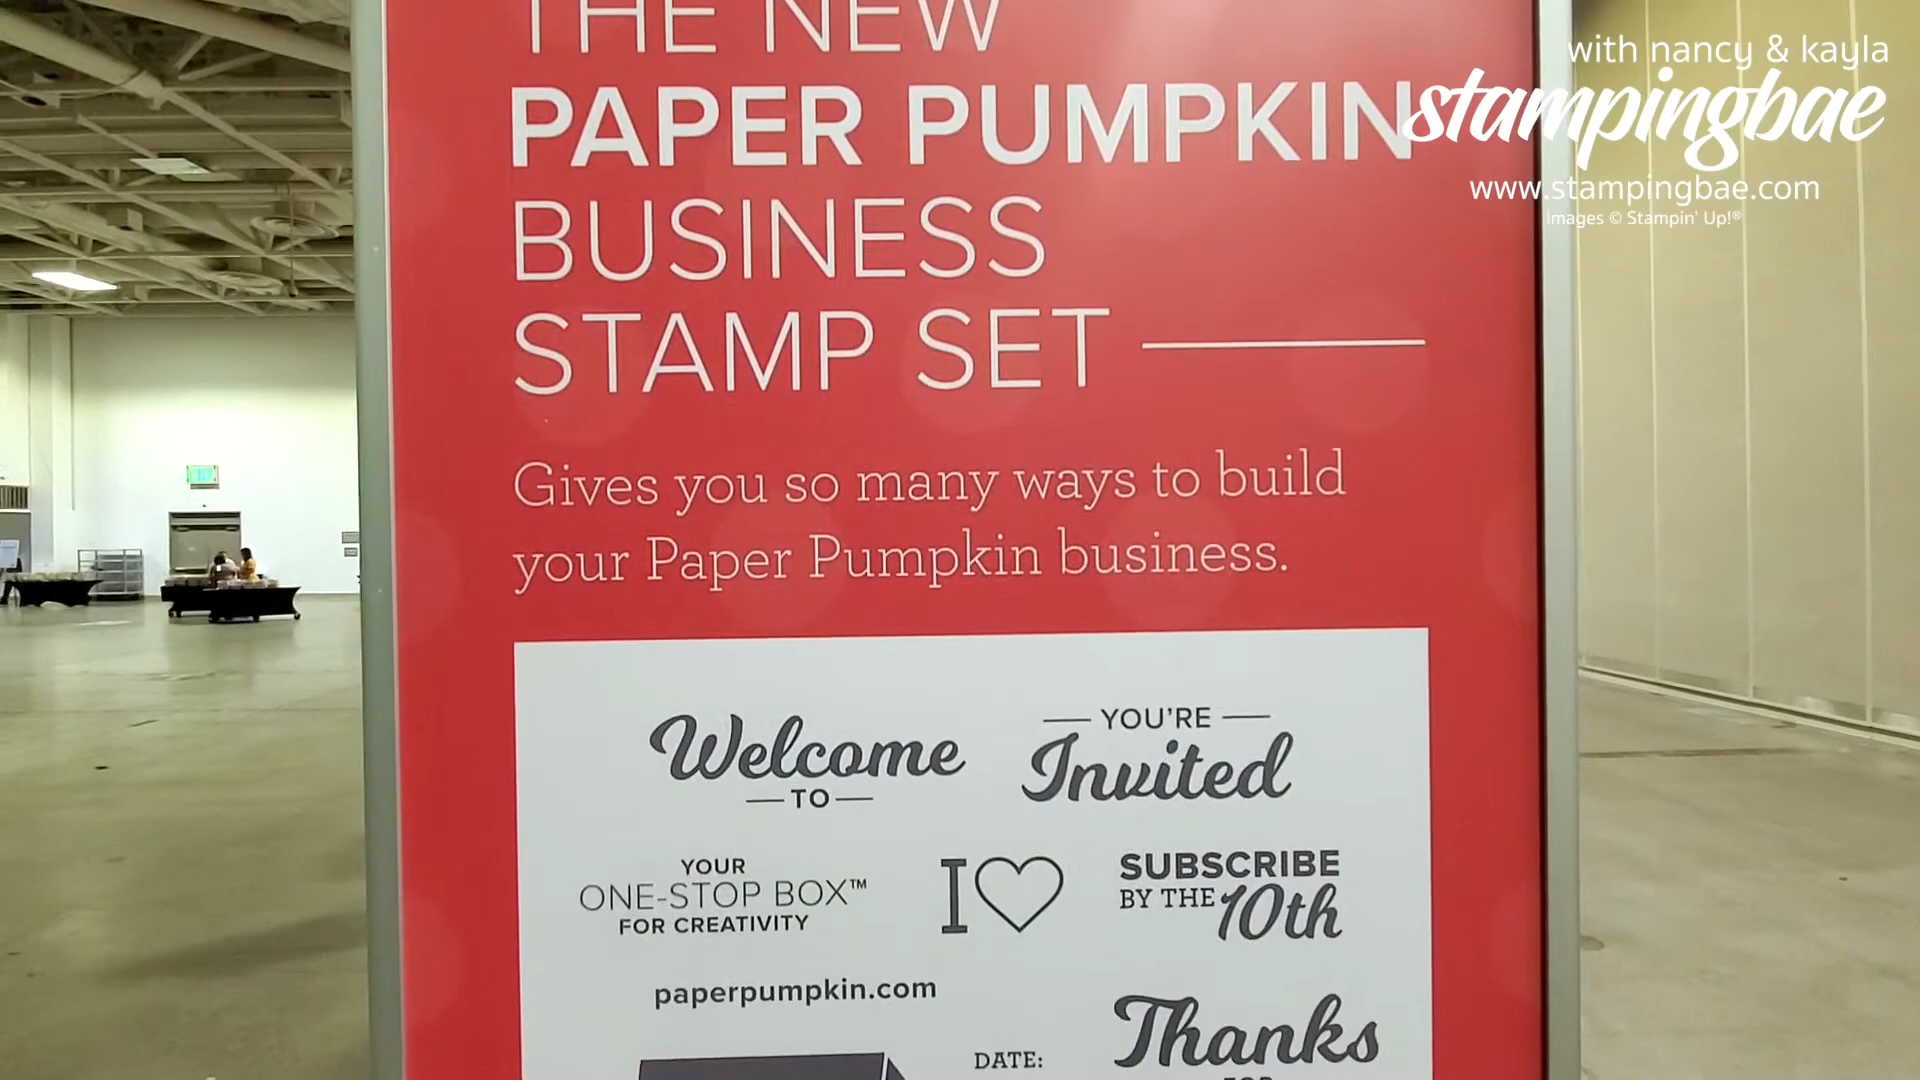 THE NEW
PAPER PUMPKIN
BUSINESS
STAMP SET
Gives you so many ways to build
your Paper Pumpkin business.
Welcome
TO
YOU'RE
Invited
YOUR
ONE-STOP BOX™
FOR CREATIVITY
I
SUBSCRIBE
BY THE 10th
paperpumpkin.com
DATE:
Thanks
FOR
with nancy & kayla
stampingbae
www.stampingbae.com
images © Stampin' Up!®